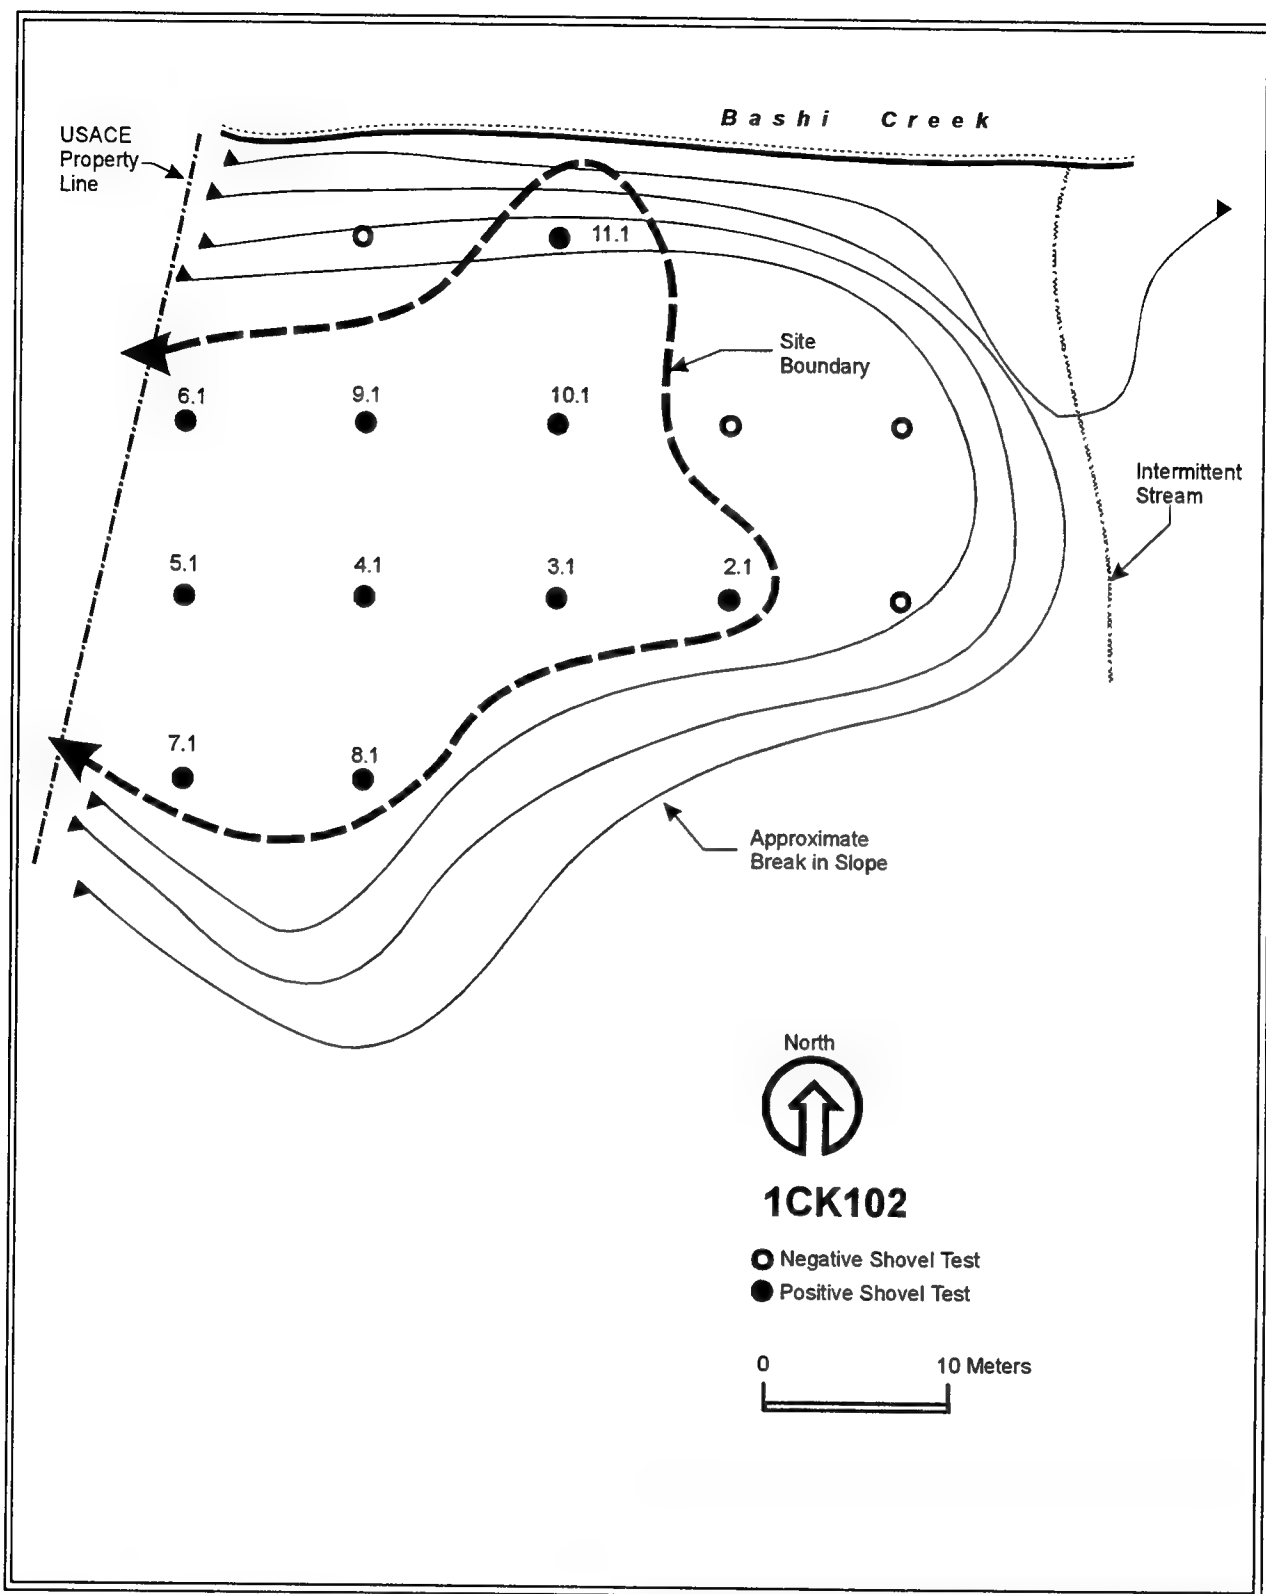 Bashi Creek
USACE
Property
Line
11.1
Site
Boundary
6.1
9.1
10.1
Intermittent
Stream
5.1
4.1
3.1
2.1
7.1
8.1
Approximate
Break in Slope
North
1CK102
Negative Shovel Test
Positive Shovel Test
0
10 Meters